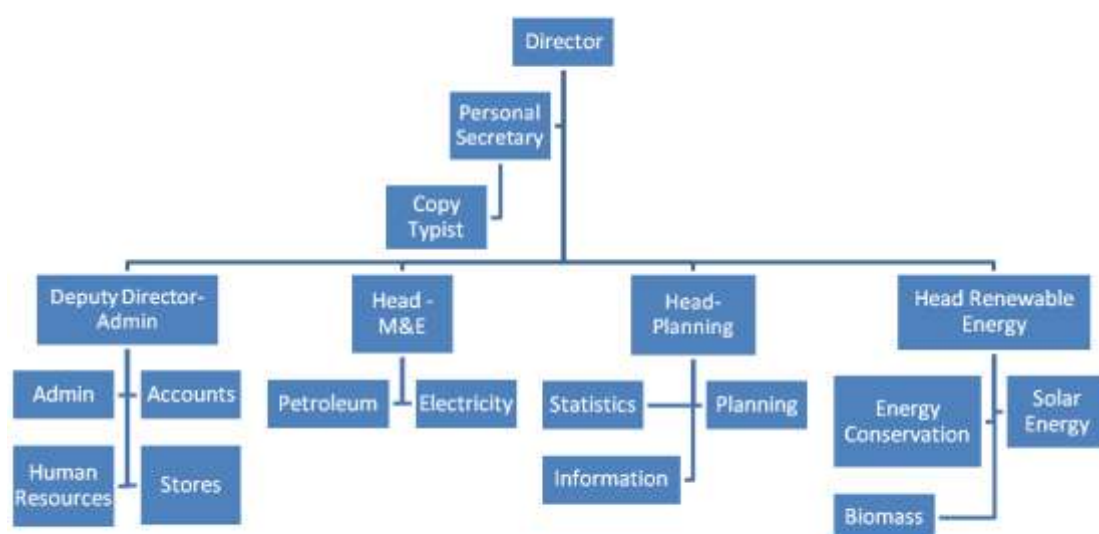 Director
Personal
Secretary
Copy
Typist
Deputy Director-
Admin
Head -
M&E
Head-
Planning
Head Renewable
Energy
Admin
Accounts
Petroleum
Electricity
Statistics
Planning
Energy
Conservation
Solar
Energy
Human
Resources
Stores
Information
Biomass